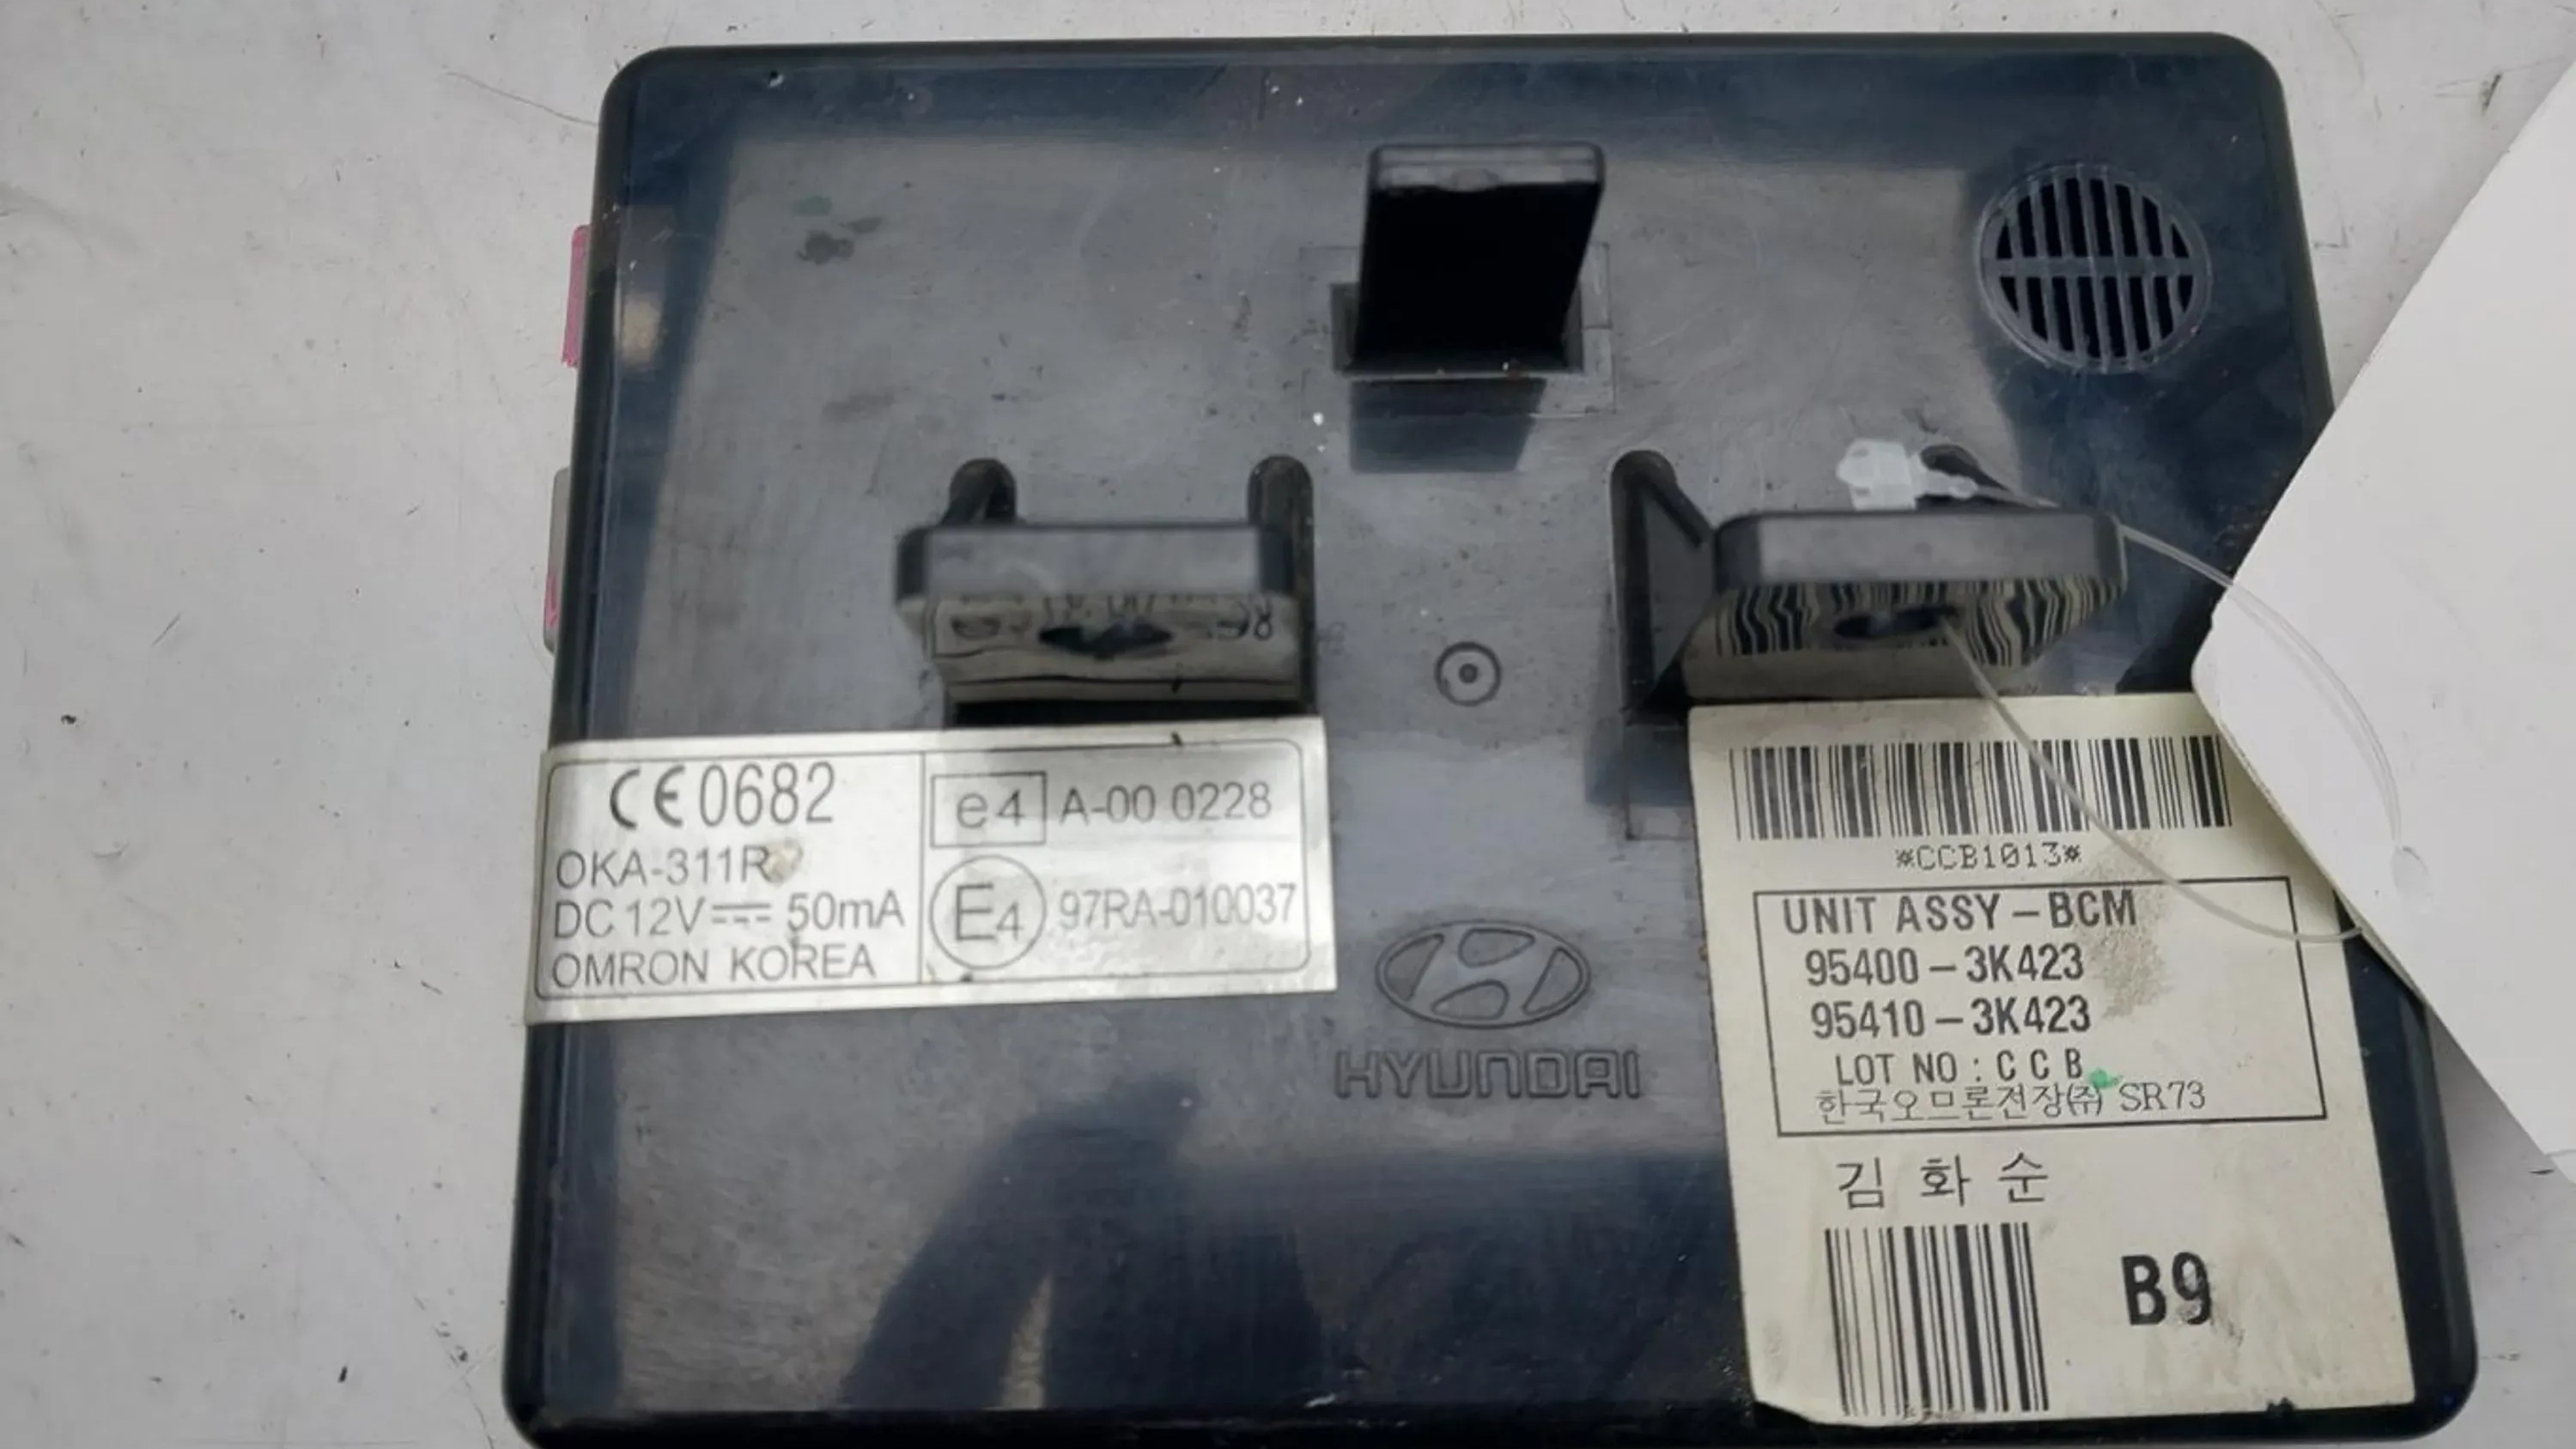 CE0682
OKA-311R
DC 12V 50mA
OMRON KOREA
e4 A-00 0228
E4 97RA-010037
HYUNDAI
*CCB1013*
UNIT ASSY-BCM
95400-3K423
95410-3K423
LOT NO : C C B
한국오므론전장(주) SR73
김 화 순
B9